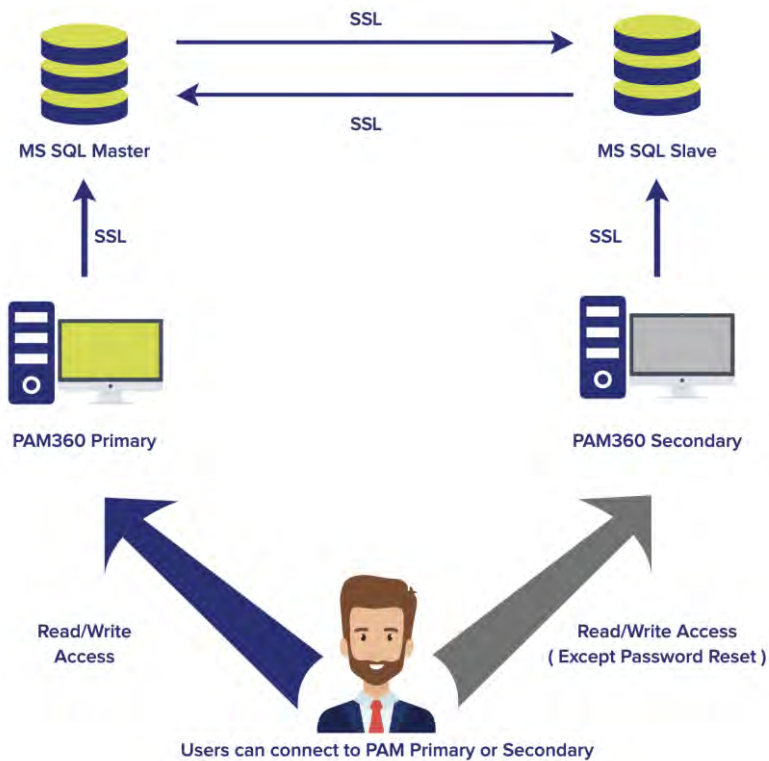 SSL
SSL
MS SQL Master
MS SQL Slave
SSL
SSL
PAM360 Primary
PAM360 Secondary
Read/Write
Access
Read/Write Access
( Except Password Reset )
Users can connect to PAM Primary or Secondary